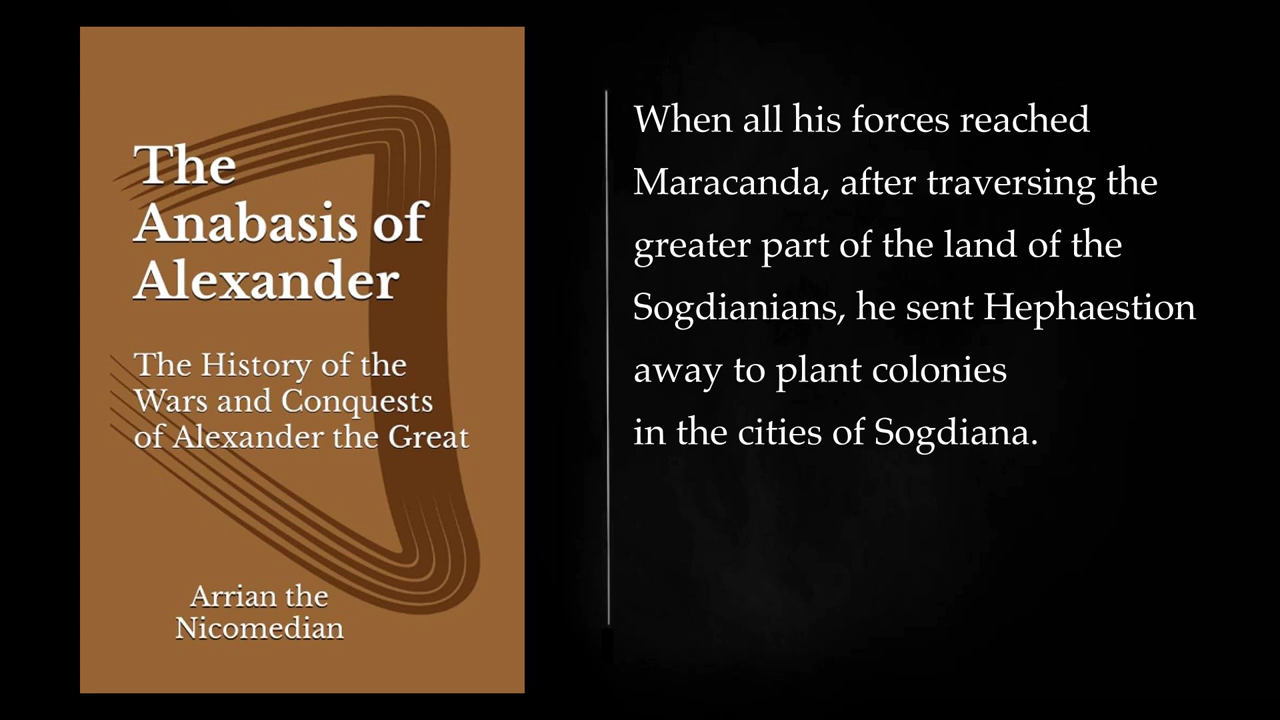 The
Anabasis of
Alexander
The History of the
Wars and Conquests
of Alexander the Great
Arrian the
Nicomedian
When all his forces reached
Maracanda, after traversing the
greater part of the land of the
Sogdianians, he sent Hephaestion
away to plant colonies
in the cities of Sogdiana.